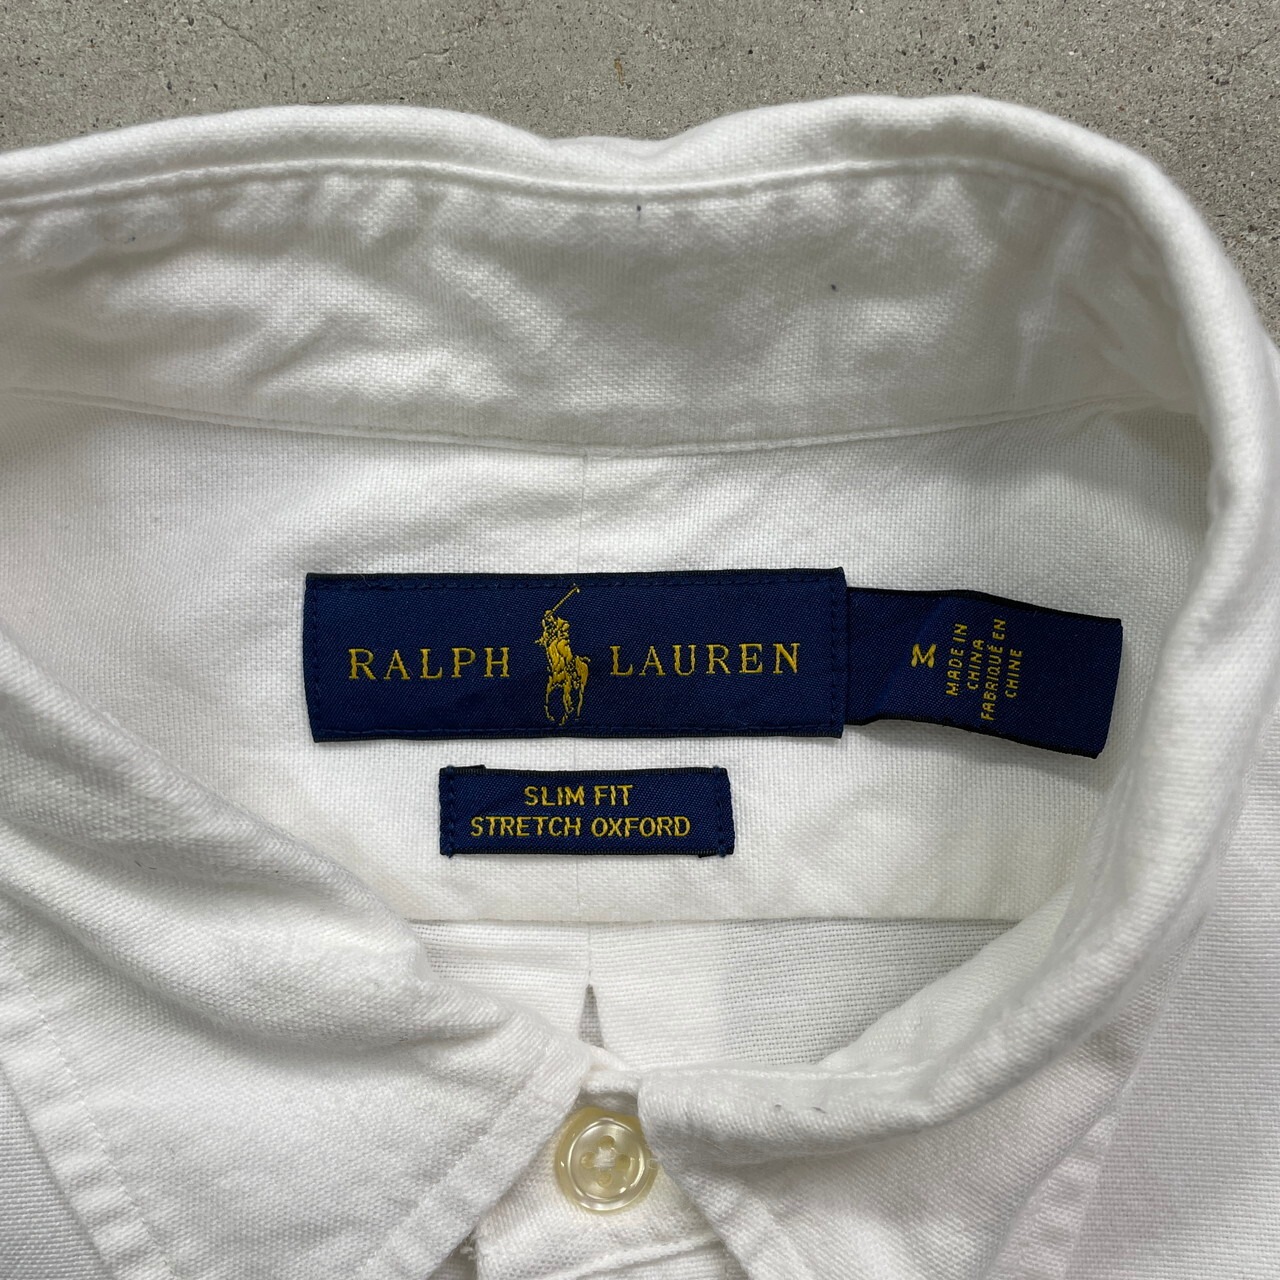 RALPH LAUREN
M
MADE IN
CHINA
FABRIQUÉ EN
CHINE
SLIM FIT
STRETCH OXFORD